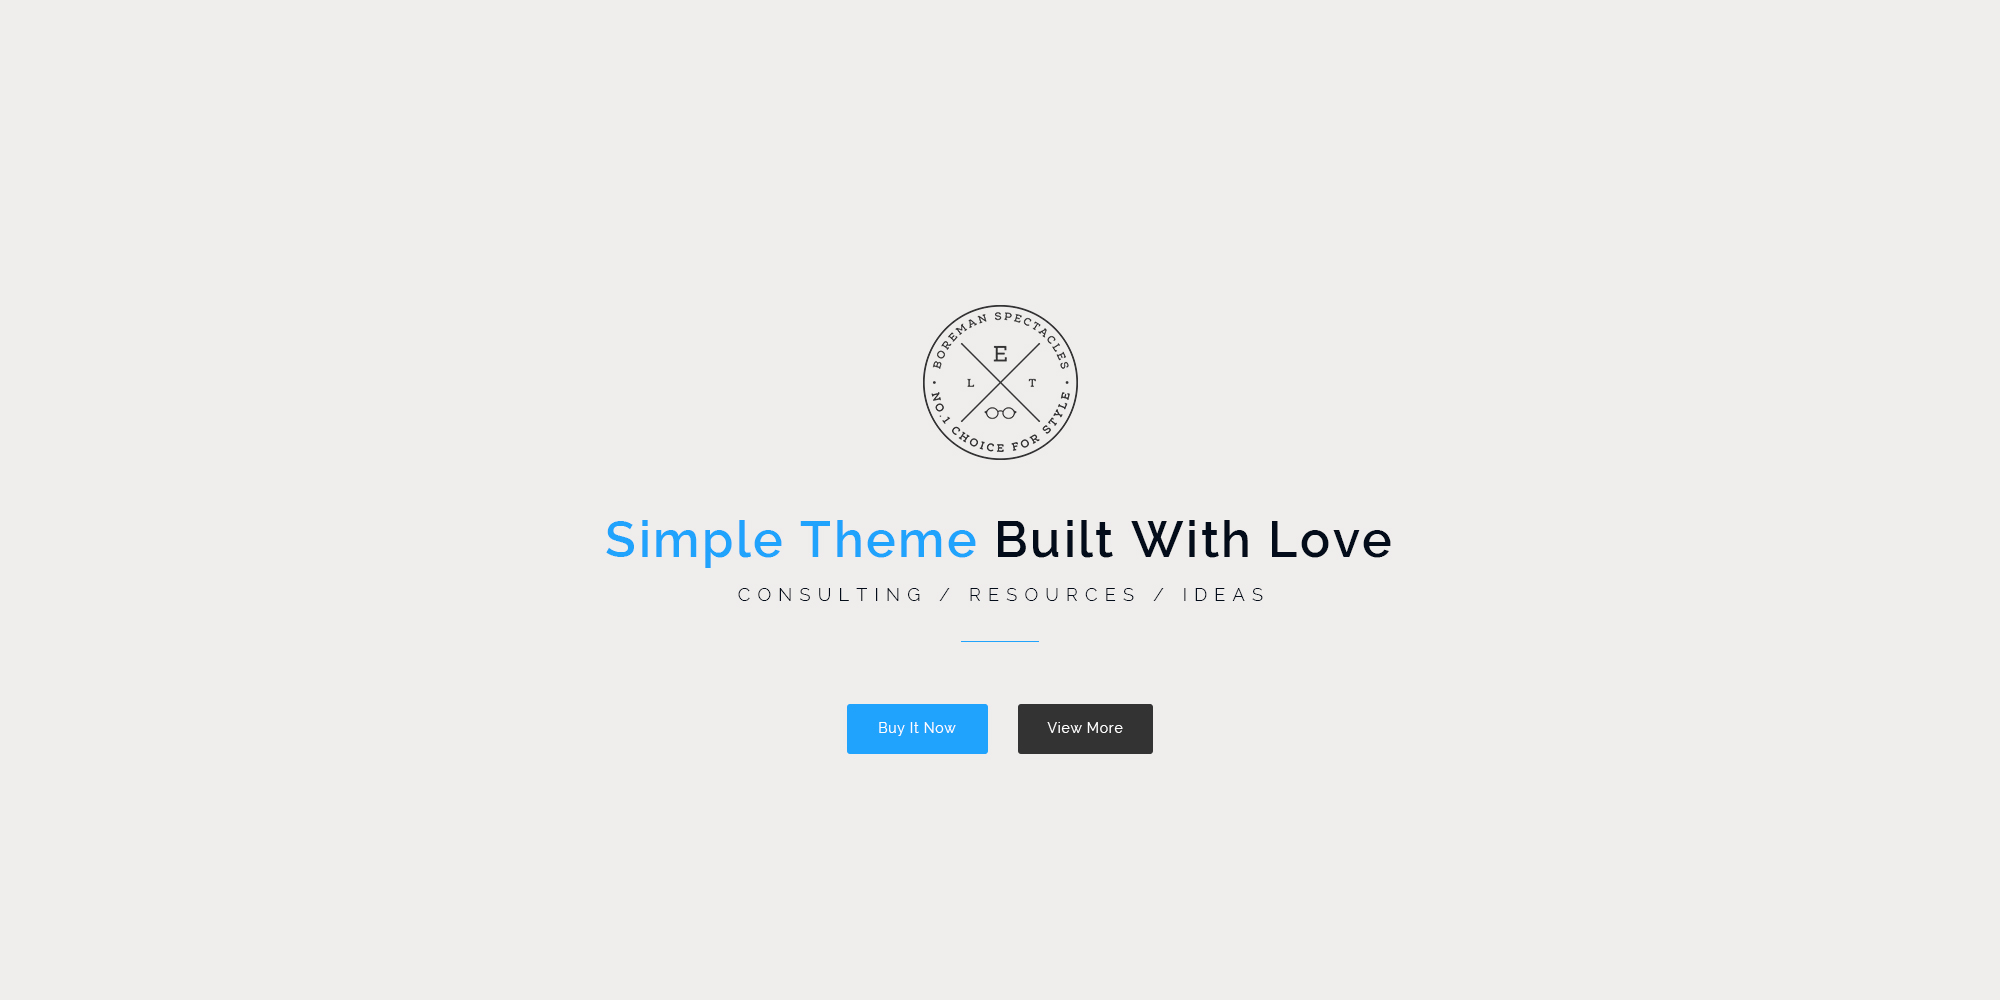 BOREMAN SPECTACLES
E
L T
NO.1 CHOICE FOR STYLE
Simple Theme Built With Love
CONSULTING / RESOURCES / IDEAS
Buy It Now View More